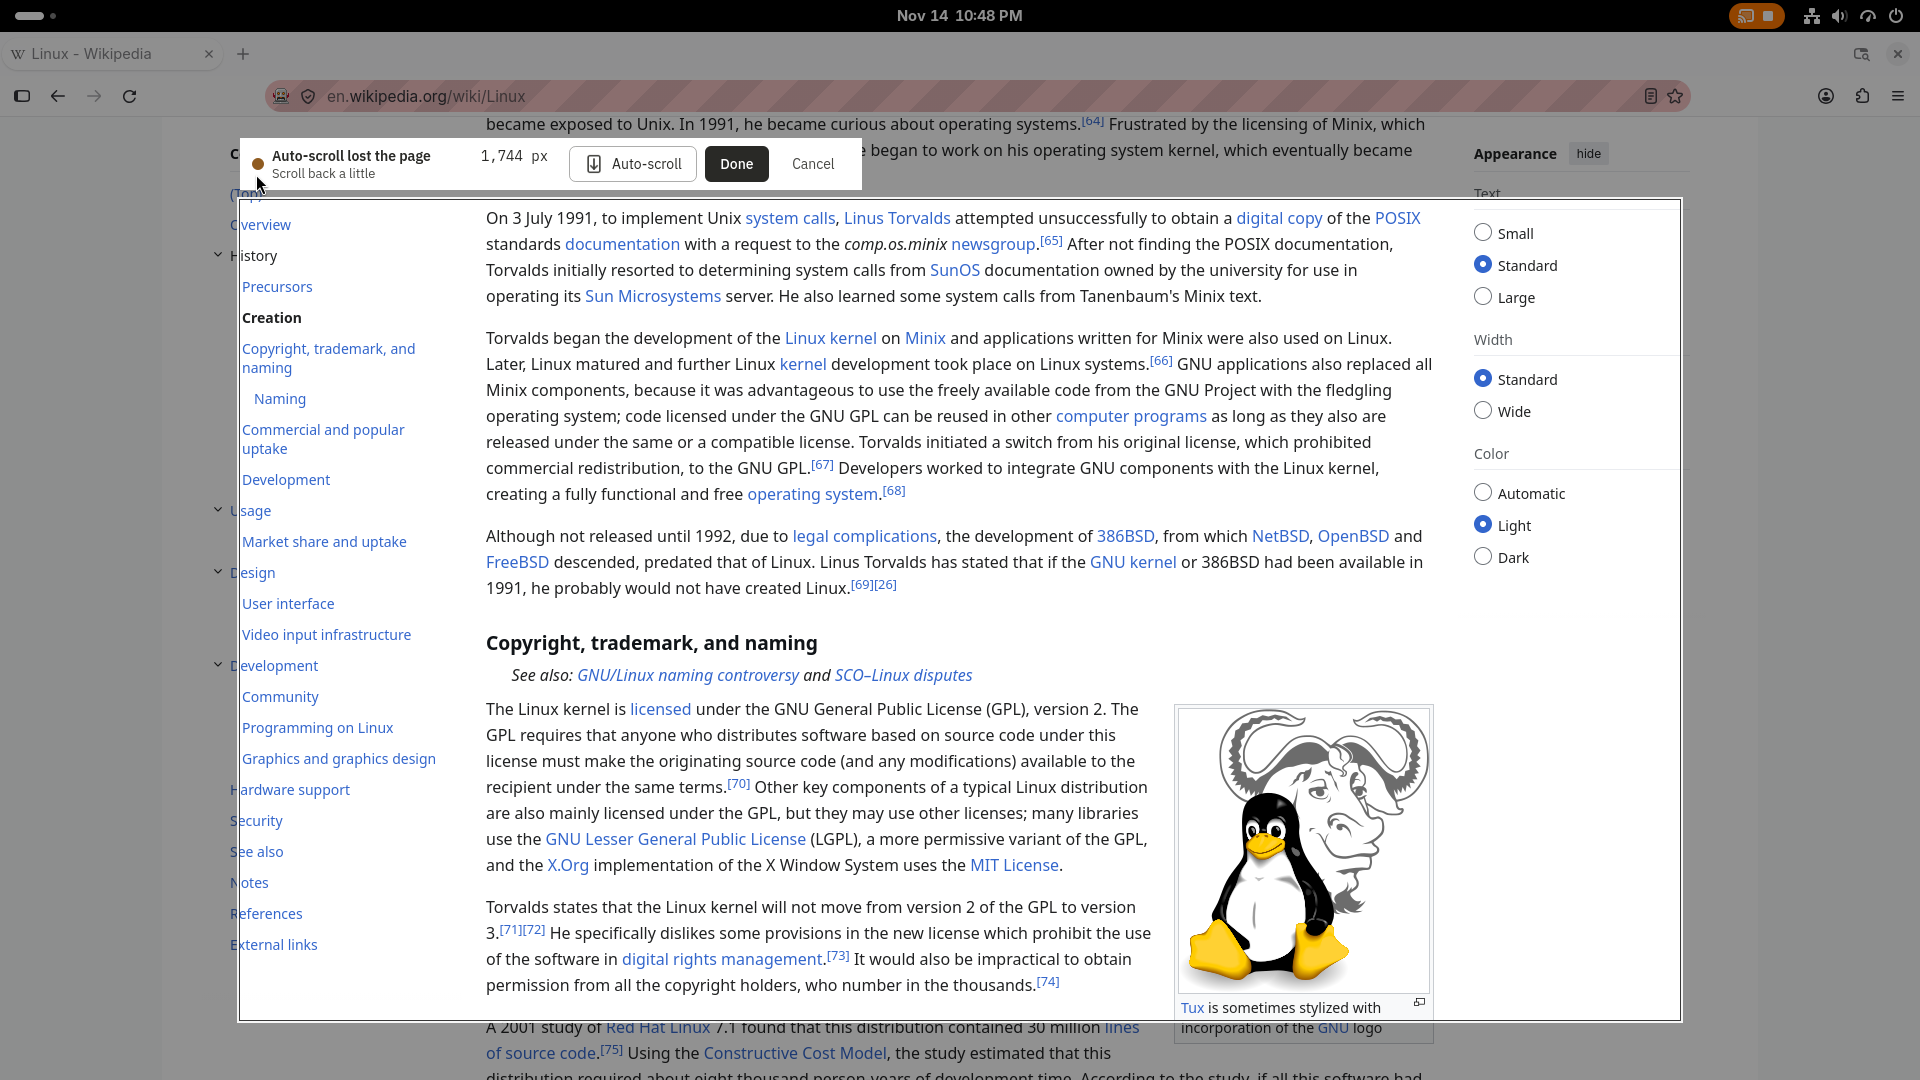 Nov 14 10:48 PM
Linux - Wikipedia
en.wikipedia.org/wiki/Linux
became exposed to Unix. In 1991, he became curious about operating systems.[64] Frustrated by the licensing of Minix, which
e began to work on his operating system kernel, which eventually became
Auto-scroll lost the page
Scroll back a little
1,744 px
Auto-scroll
Done
Cancel
(Top)
Overview
History
Precursors
Creation
Copyright, trademark, and
naming
Naming
Commercial and popular
uptake
Development
Usage
Market share and uptake
Design
User interface
Video input infrastructure
Development
Community
Programming on Linux
Graphics and graphics design
Hardware support
Security
See also
Notes
References
External links
On 3 July 1991, to implement Unix system calls, Linus Torvalds attempted unsuccessfully to obtain a digital copy of the POSIX
standards documentation with a request to the comp.os.minix newsgroup.[65] After not finding the POSIX documentation,
Torvalds initially resorted to determining system calls from SunOS documentation owned by the university for use in
operating its Sun Microsystems server. He also learned some system calls from Tanenbaum's Minix text.
Torvalds began the development of the Linux kernel on Minix and applications written for Minix were also used on Linux.
Later, Linux matured and further Linux kernel development took place on Linux systems.[66] GNU applications also replaced all
Minix components, because it was advantageous to use the freely available code from the GNU Project with the fledgling
operating system; code licensed under the GNU GPL can be reused in other computer programs as long as they also are
released under the same or a compatible license. Torvalds initiated a switch from his original license, which prohibited
commercial redistribution, to the GNU GPL.[67] Developers worked to integrate GNU components with the Linux kernel,
creating a fully functional and free operating system.[68]
Although not released until 1992, due to legal complications, the development of 386BSD, from which NetBSD, OpenBSD and
FreeBSD descended, predated that of Linux. Linus Torvalds has stated that if the GNU kernel or 386BSD had been available in
1991, he probably would not have created Linux.[69][26]
Copyright, trademark, and naming
See also: GNU/Linux naming controversy and SCO–Linux disputes
The Linux kernel is licensed under the GNU General Public License (GPL), version 2. The
GPL requires that anyone who distributes software based on source code under this
license must make the originating source code (and any modifications) available to the
recipient under the same terms.[70] Other key components of a typical Linux distribution
are also mainly licensed under the GPL, but they may use other licenses; many libraries
use the GNU Lesser General Public License (LGPL), a more permissive variant of the GPL,
and the X.Org implementation of the X Window System uses the MIT License.
Torvalds states that the Linux kernel will not move from version 2 of the GPL to version
3.[71][72] He specifically dislikes some provisions in the new license which prohibit the use
of the software in digital rights management.[73] It would also be impractical to obtain
permission from all the copyright holders, who number in the thousands.[74]
A 2001 study of Red Hat Linux 7.1 found that this distribution contained 30 million lines
of source code.[75] Using the Constructive Cost Model, the study estimated that this
distribution required about eight thousand person-years of development time. According to the study, if all this software had
Tux is sometimes stylized with
incorporation of the GNU logo
Appearance
hide
Text
Small
Standard
Large
Width
Standard
Wide
Color
Automatic
Light
Dark